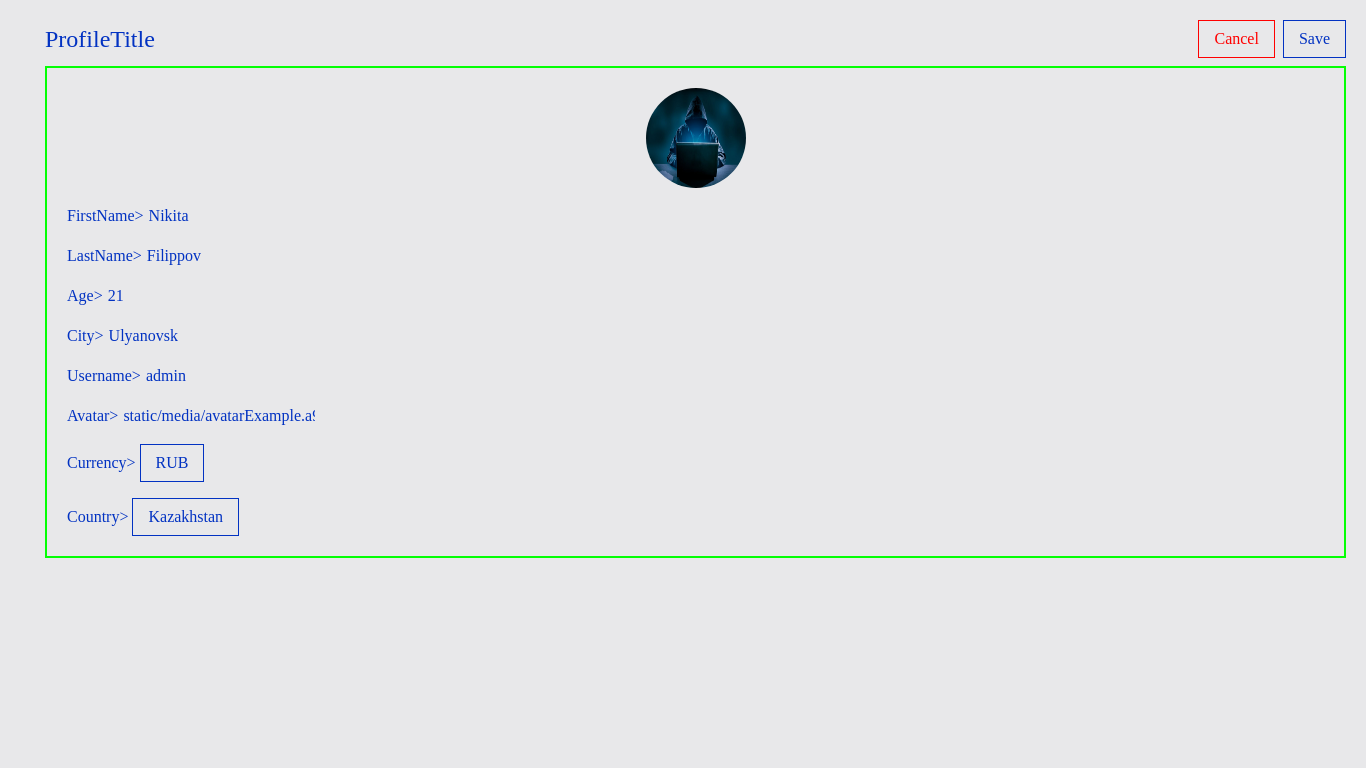 ProfileTitle
Cancel
Save
FirstName> Nikita
LastName> Filippov
Age> 21
City> Ulyanovsk
Username> admin
Avatar> static/media/avatarExample.a9
Currency> RUB
Country> Kazakhstan